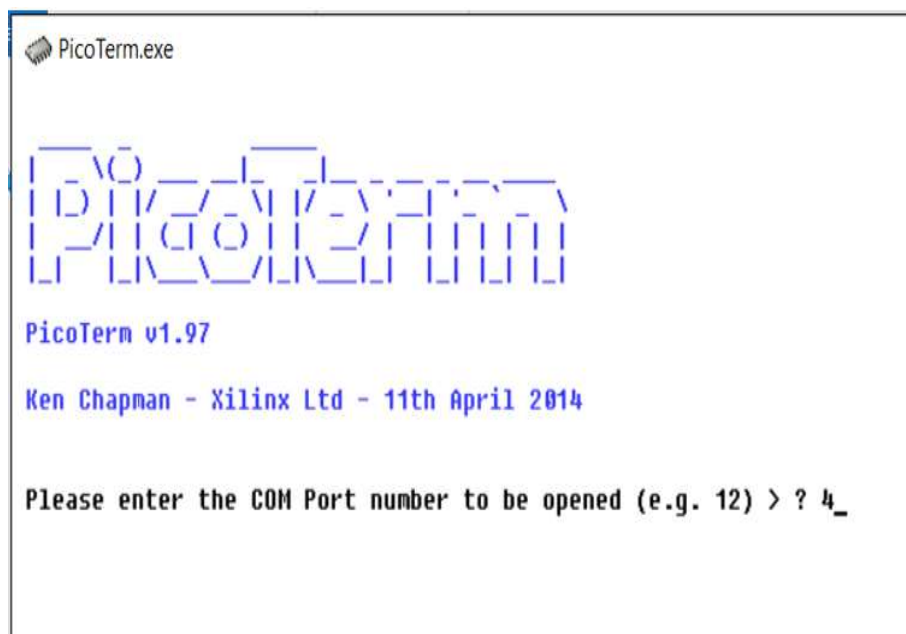 PicoTerm.exe
PicoTerm
PicoTerm v1.97
Ken Chapman - Xilinx Ltd - 11th April 2014
Please enter the COM Port number to be opened (e.g. 12) > ? 4_